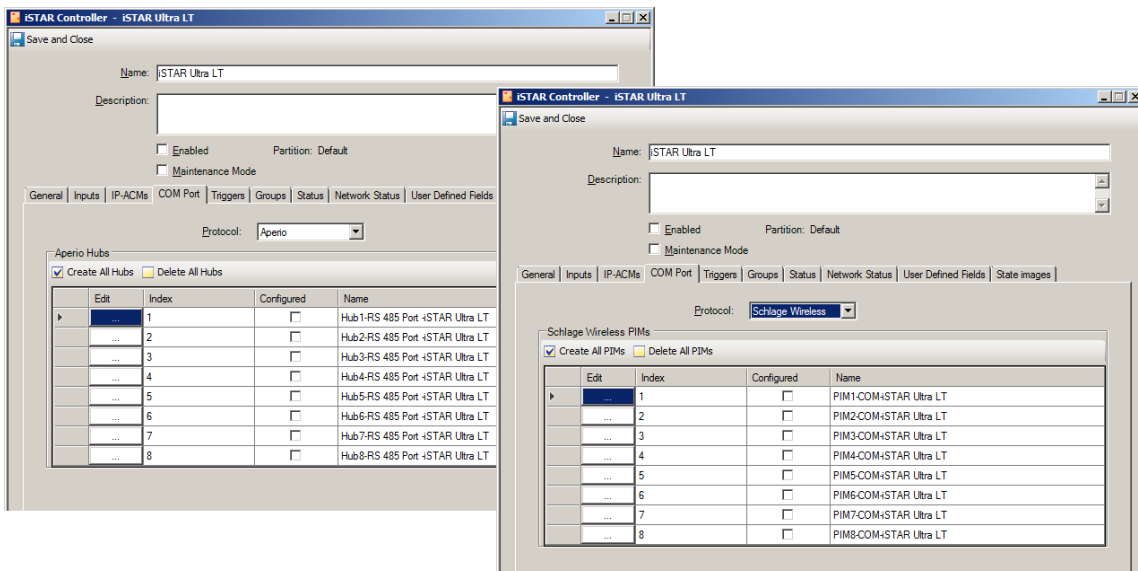 iSTAR Controller - iSTAR Ultra LT
Save and Close
Name: iSTAR Ultra LT
Description:
Enabled Partition: Default
Maintenance Mode
General Inputs IP-ACMs COM Port Triggers Groups Status Network Status User Defined Fields
Protocol: Aperio
Aperio Hubs
Create All Hubs Delete All Hubs
Edit Index Configured Name
... 1 Hub1-RS 485 Port -iSTAR Ultra LT
... 2 Hub2-RS 485 Port -iSTAR Ultra LT
... 3 Hub3-RS 485 Port -iSTAR Ultra LT
... 4 Hub4-RS 485 Port -iSTAR Ultra LT
... 5 Hub5-RS 485 Port -iSTAR Ultra LT
... 6 Hub6-RS 485 Port -iSTAR Ultra LT
... 7 Hub7-RS 485 Port -iSTAR Ultra LT
... 8 Hub8-RS 485 Port -iSTAR Ultra LT
iSTAR Controller - iSTAR Ultra LT
Save and Close
Name: iSTAR Ultra LT
Description:
Enabled Partition: Default
Maintenance Mode
General Inputs IP-ACMs COM Port Triggers Groups Status Network Status User Defined Fields State images
Protocol: Schlage Wireless
Schlage Wireless PIMs
Create All PIMs Delete All PIMs
Edit Index Configured Name
... 1 PIM1-COM-iSTAR Ultra LT
... 2 PIM2-COM-iSTAR Ultra LT
... 3 PIM3-COM-iSTAR Ultra LT
... 4 PIM4-COM-iSTAR Ultra LT
... 5 PIM5-COM-iSTAR Ultra LT
... 6 PIM6-COM-iSTAR Ultra LT
... 7 PIM7-COM-iSTAR Ultra LT
... 8 PIM8-COM-iSTAR Ultra LT